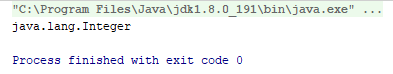 "C:\Program Files\Java\jdk1.8.0_191\bin\java.exe" ...
java.lang.Integer
Process finished with exit code 0